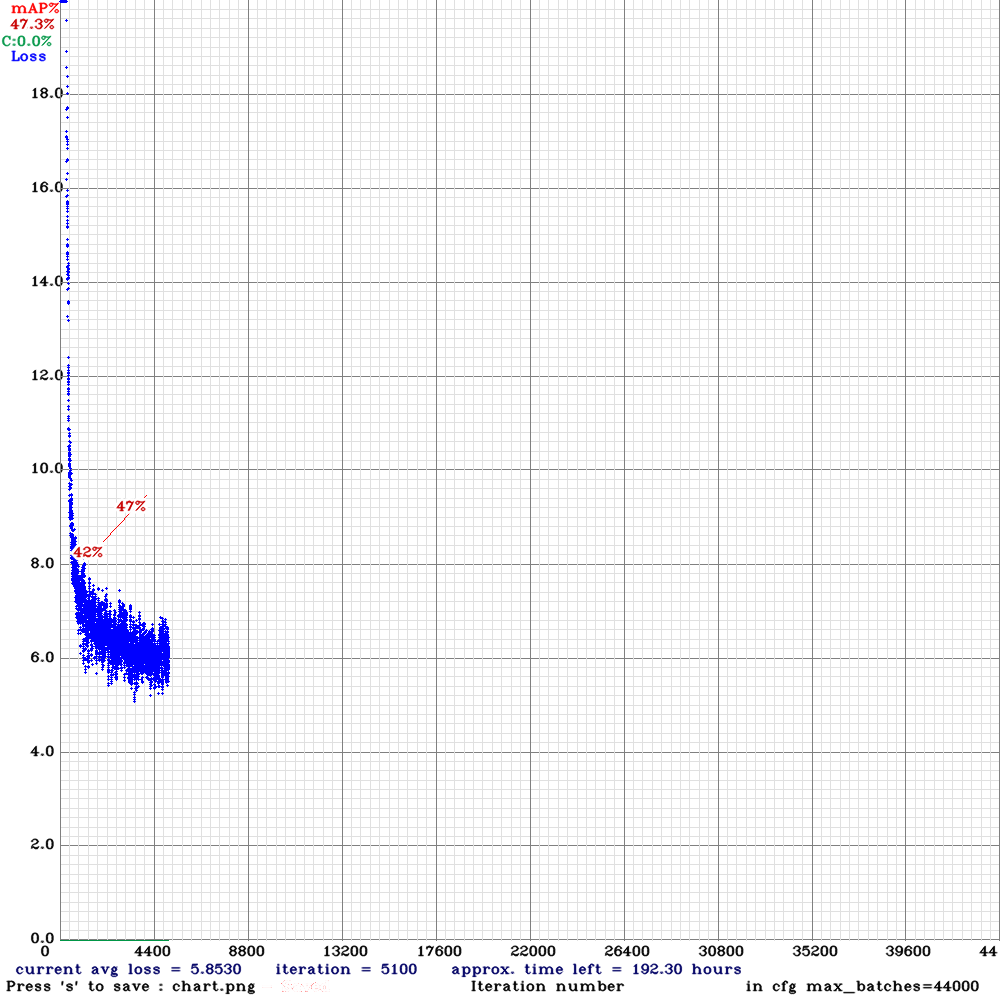 mAP%
47.3%
C:0.0%
Loss
18.0
16.0
14.0
12.0
10.0
47%
42%
8.0
6.0
4.0
2.0
0.0
0 4400 8800 13200 17600 22000 26400 30800 35200 39600 44
current avg loss = 5.8530 iteration = 5100 approx. time left = 192.30 hours
Press 's' to save : chart.png Iteration number in cfg max_batches=44000